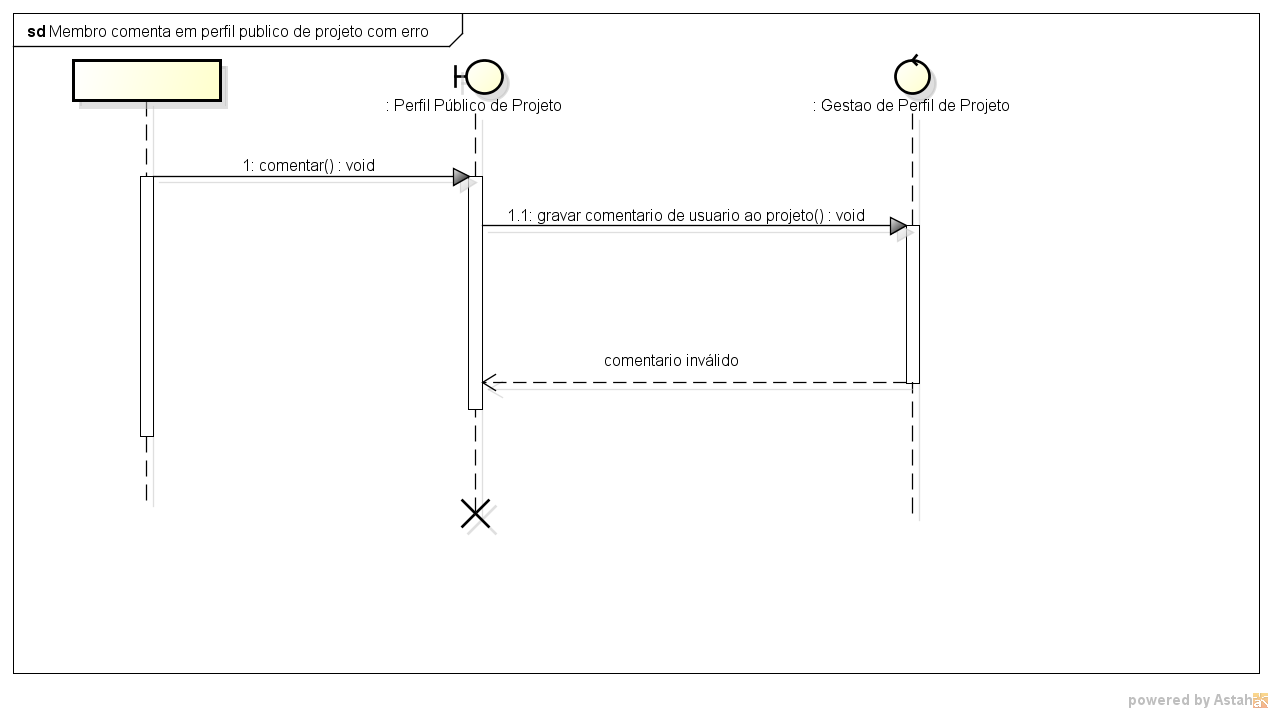 sd Membro comenta em perfil publico de projeto com erro
: Perfil Público de Projeto
: Gestao de Perfil de Projeto
1: comentar() : void
1.1: gravar comentario de usuario ao projeto() : void
comentario inválido
powered by Astah